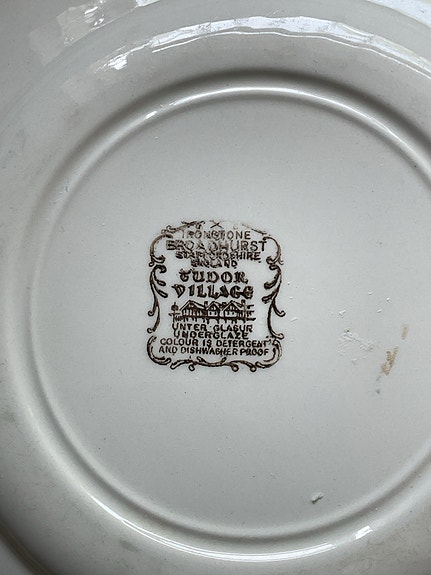 IRONSTONE
BROADHURST
STAFFORDSHIRE
ENGLAND
TUDOR
VILLAGE
UNTER GLASUR
UNDERGLAZE
COLOUR IS DETERGENT
AND DISHWASHER PROOF